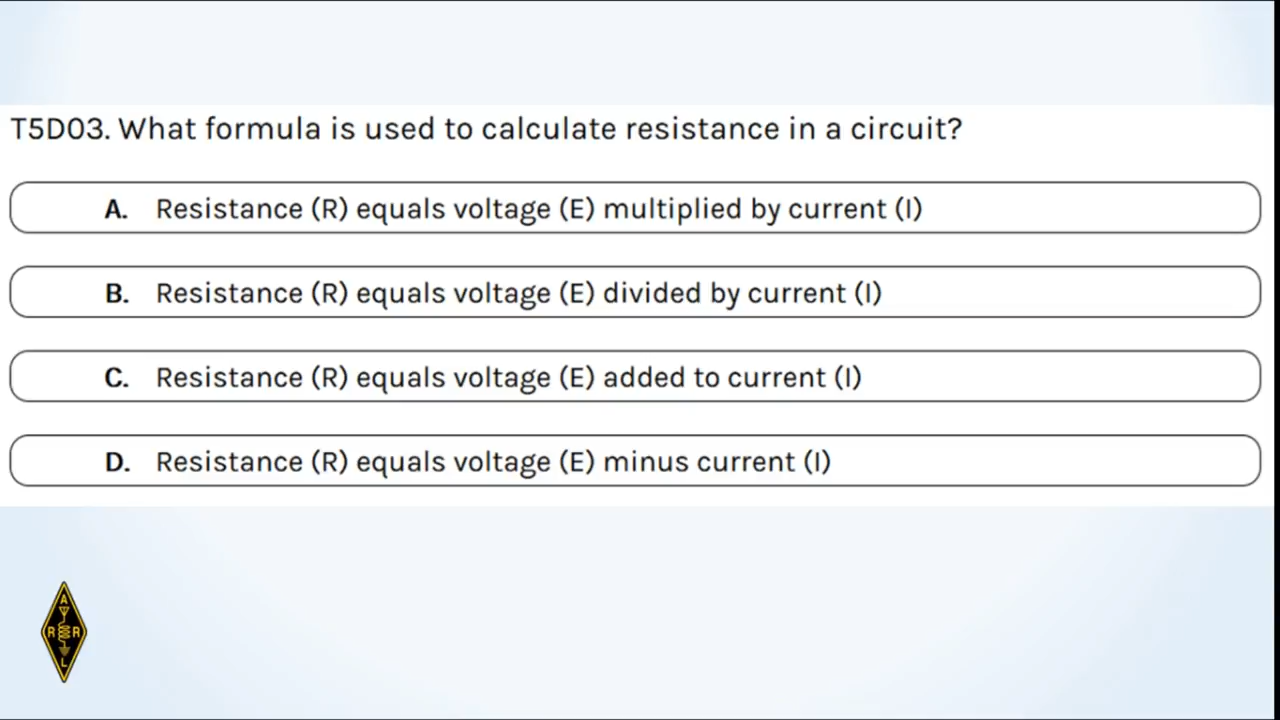 T5D03. What formula is used to calculate resistance in a circuit?
A. Resistance (R) equals voltage (E) multiplied by current (I)
B. Resistance (R) equals voltage (E) divided by current (I)
C. Resistance (R) equals voltage (E) added to current (I)
D. Resistance (R) equals voltage (E) minus current (I)
A
R R
L